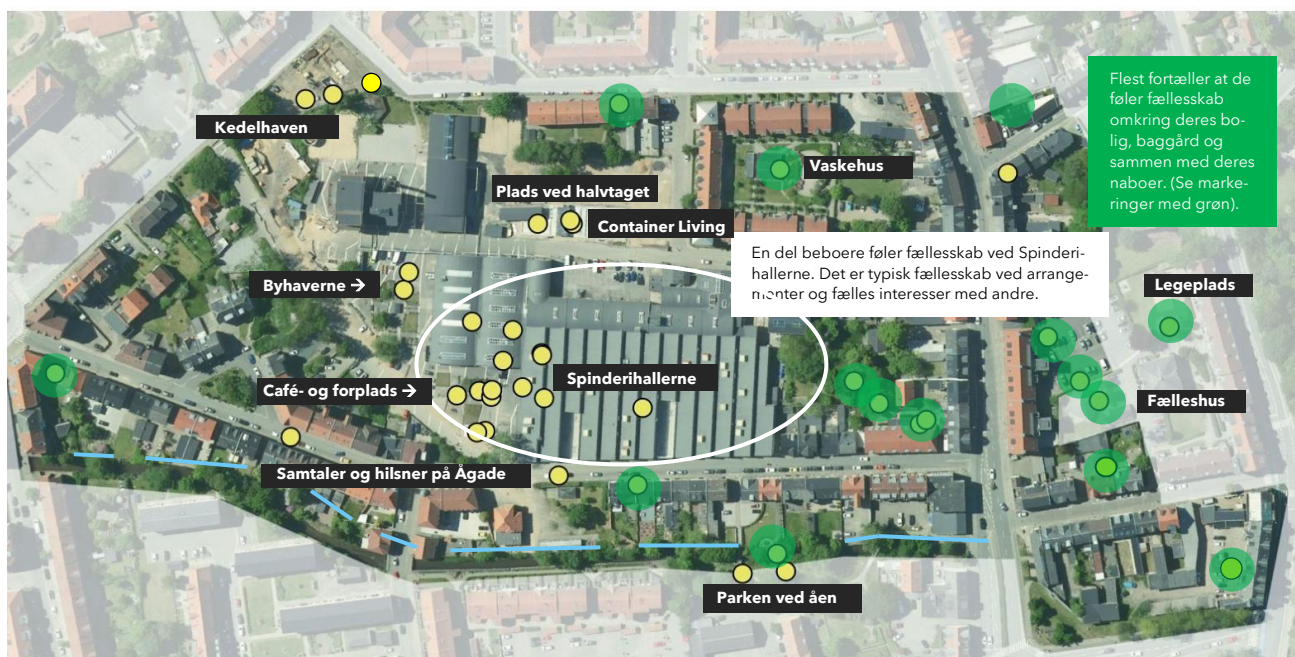 Flest fortæller at de
føler fællesskab
omkring deres bo-
lig, baggård og
sammen med deres
naboer. (Se marke-
ringer med grøn).
Kedelhaven
Vaskehus
Plads ved halvtaget
Container Living
En del beboere føler fællesskab ved Spinderi-
hallerne. Det er typisk fællesskab ved arrange-
menter og fælles interesser med andre.
Byhaverne →
Legeplads
Spinderihallerne
Café- og forplads →
Fælleshus
Samtaler og hilsner på Ågade
Parken ved åen